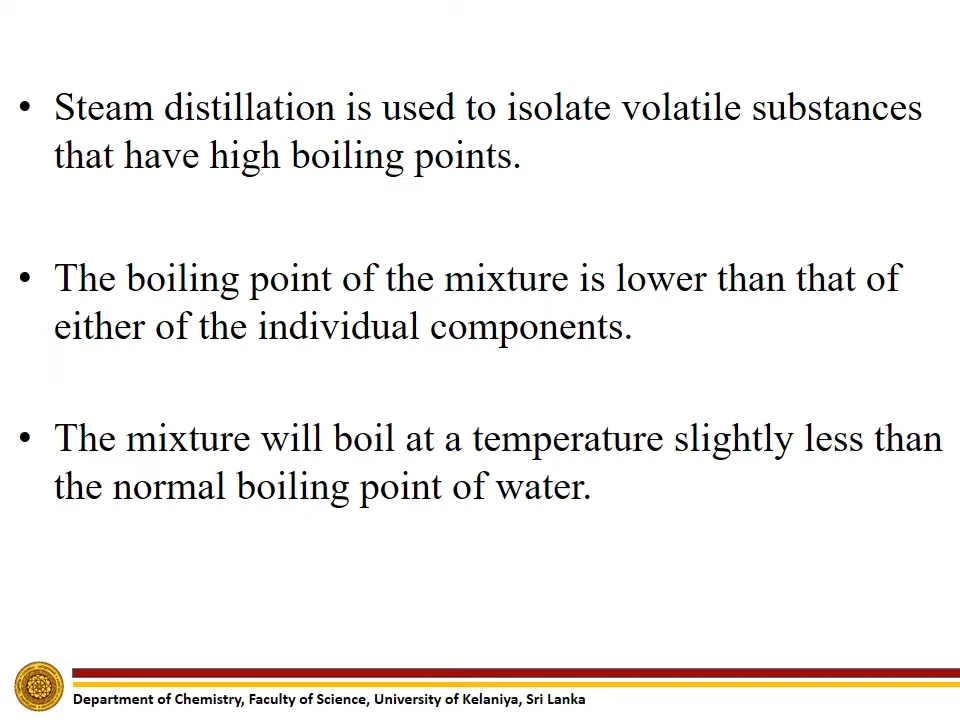 • Steam distillation is used to isolate volatile substances
that have high boiling points.
• The boiling point of the mixture is lower than that of
either of the individual components.
• The mixture will boil at a temperature slightly less than
the normal boiling point of water.
Department of Chemistry, Faculty of Science, University of Kelaniya, Sri Lanka